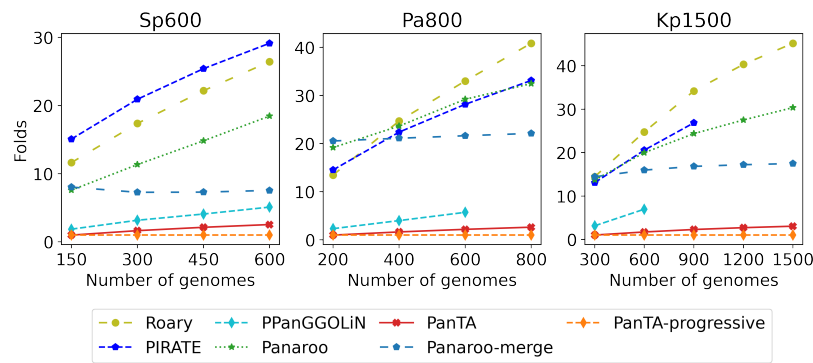 Sp600
Pa800
Kp1500
Folds
30
20
10
0
150 300 450 600
Number of genomes
40
30
20
10
0
200 400 600 800
Number of genomes
40
30
20
10
0
300 600 900 1200 1500
Number of genomes
Roary PPanGGOLiN PanTA PanTA-progressive
PIRATE Panaroo Panaroo-merge